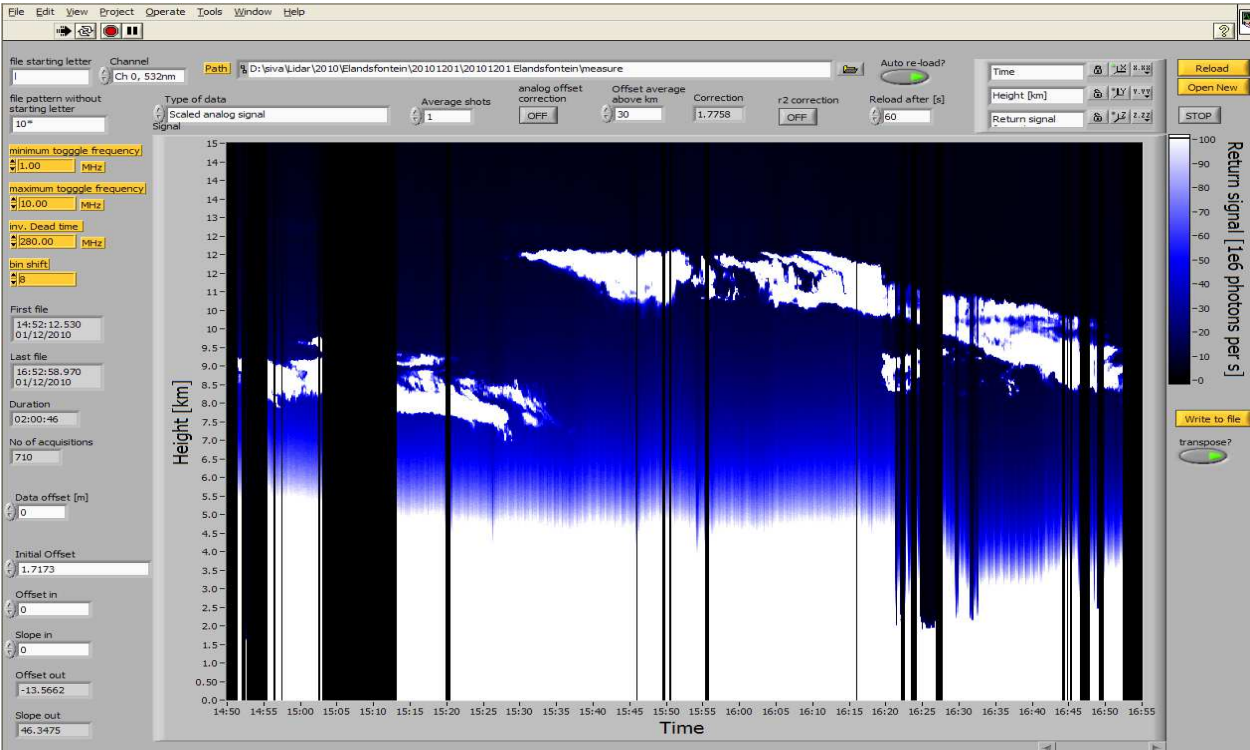 File Edit View Project Operate Tools Window Help
file starting letter
l
Channel
Ch 0, 532nm
Path
D:\siva\Lidar\2010\Elandsfontein\20101201\20101201 Elandsfontein\measure
Auto re-load?
Time
Height [km]
Return signal
Reload
Open New
STOP
file pattern without
starting letter
10*
Type of data
Scaled analog signal
Average shots
1
analog offset
correction
OFF
Offset average
above km
30
Correction
1.7758
r2 correction
OFF
Reload after [s]
60
Signal
minimum togggle frequency
1.00 MHz
maximum togggle frequency
10.00 MHz
inv. Dead time
280.00 MHz
bin shift
8
First file
14:52:12.530
01/12/2010
Last file
16:52:58.970
01/12/2010
Duration
02:00:46
No of acquisitions
710
Data offset [m]
0
Initial Offset
1.7173
Offset in
0
Slope in
0
Offset out
-13.5662
Slope out
46.3475
Height [km]
15
14
14
13
13
12
12
11
11
10
10
9.5
9.0
8.5
8.0
7.5
7.0
6.5
6.0
5.5
5.0
4.5
4.0
3.5
3.0
2.5
2.0
1.5
1.0
0.50
0.0
14:50 14:55 15:00 15:05 15:10 15:15 15:20 15:25 15:30 15:35 15:40 15:45 15:50 15:55 16:00 16:05 16:10 16:15 16:20 16:25 16:30 16:35 16:40 16:45 16:50 16:55
Time
100
90
80
70
60
50
40
30
20
10
0
Return signal [1e6 photons per s]
Write to file
transpose?